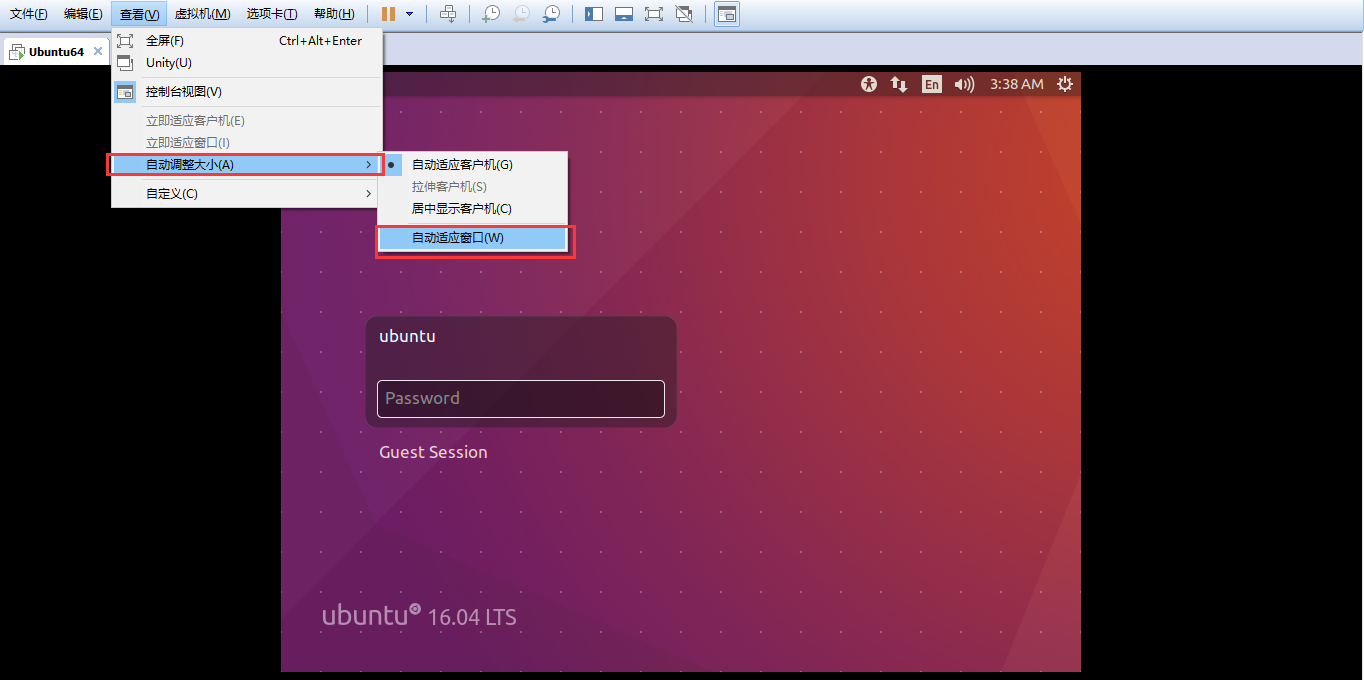 文件(F) 编辑(E) 查看(V) 虚拟机(M) 选项卡(T) 帮助(H)
Ubuntu64
全屏(F) Ctrl+Alt+Enter
Unity(U)
控制台视图(V)
立即适应客户机(E)
立即适应窗口(I)
自动调整大小(A)
自定义(C)
自动适应客户机(G)
拉伸客户机(S)
居中显示客户机(C)
自动适应窗口(W)
En 3:38 AM
ubuntu
Password
Guest Session
ubuntu 16.04 LTS